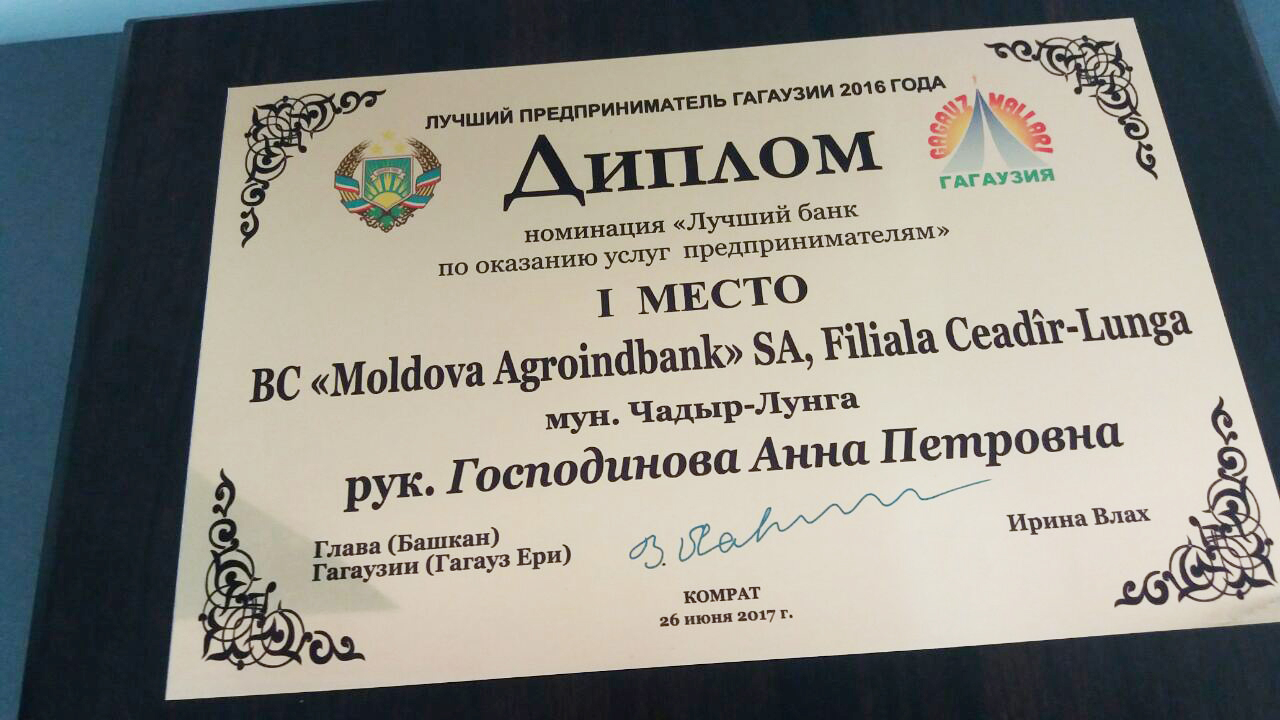 ЛУЧШИЙ ПРЕДПРИНИМАТЕЛЬ ГАГАУЗИИ 2016 ГОДА
GAGAUZ MALLARI
ГАГАУЗИЯ
Диплом
номинация «Лучший банк
по оказанию услуг предпринимателям»
I МЕСТО
BC «Moldova Agroindbank» SA, Filiala Ceadîr-Lunga
мун. Чадыр-Лунга
рук. Господинова Анна Петровна
Глава (Башкан)
Гагаузии (Гагауз Ери)
Ирина Влах
КОМРАТ
26 июня 2017 г.